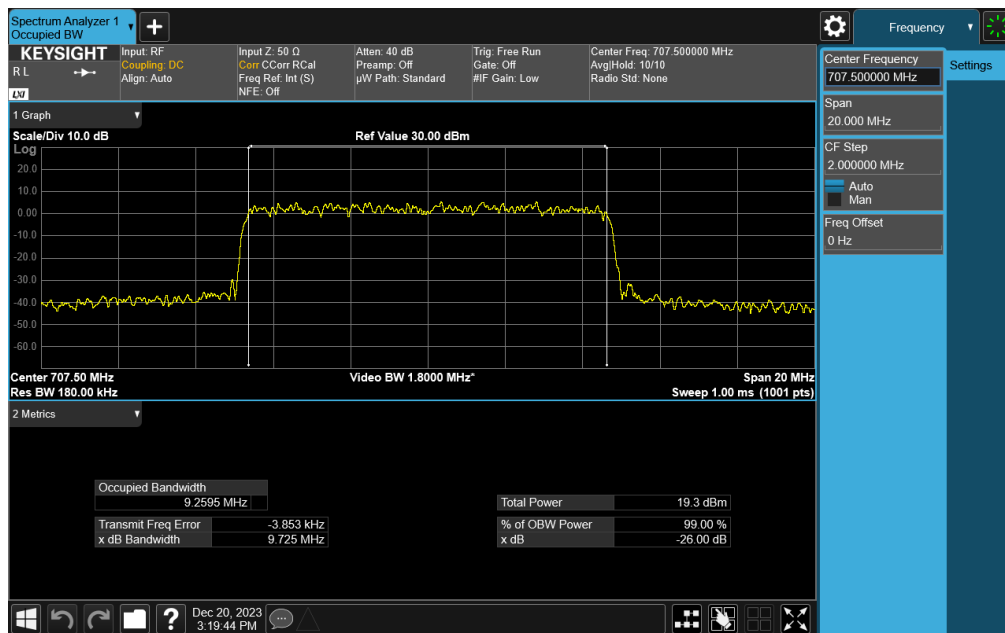 Spectrum Analyzer 1
Occupied BW
Frequency
KEYSIGHT
R L
LXI
Input: RF
Coupling: DC
Align: Auto
Input Z: 50 Ω
Corr CCorr RCal
Freq Ref: Int (S)
NFE: Off
Atten: 40 dB
Preamp: Off
µW Path: Standard
Trig: Free Run
Gate: Off
#IF Gain: Low
Center Freq: 707.500000 MHz
Avg|Hold: 10/10
Radio Std: None
Center Frequency
707.500000 MHz
Settings
Span
20.000 MHz
CF Step
2.000000 MHz
Auto
Man
Freq Offset
0 Hz
1 Graph
Scale/Div 10.0 dB
Ref Value 30.00 dBm
Log
20.0
10.0
0.00
-10.0
-20.0
-30.0
-40.0
-50.0
-60.0
Center 707.50 MHz
Video BW 1.8000 MHz*
Span 20 MHz
Res BW 180.00 kHz
Sweep 1.00 ms (1001 pts)
2 Metrics
Occupied Bandwidth
9.2595 MHz
Total Power 19.3 dBm
Transmit Freq Error -3.853 kHz
% of OBW Power 99.00 %
x dB Bandwidth 9.725 MHz
x dB -26.00 dB
Dec 20, 2023
3:19:44 PM